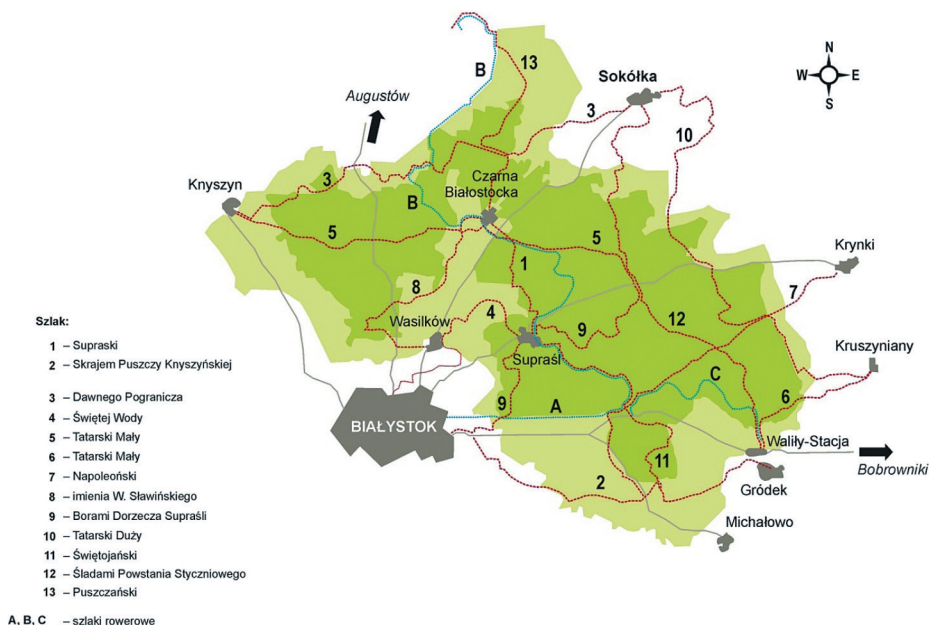 N
W E
S
B
13
Sokółka
Augustów
3
10
3
Czarna
Białostocka
Knyszyn
B
5
5
1
Krynki
8
7
4
Wasilków
9
12
Supraśl
Kruszyniany
C
6
9
A
BIAŁYSTOK
Waliły-Stacja
11
Bobrowniki
2
Gródek
Michałowo
Szlak:
1 – Supraski
2 – Skrajem Puszczy Knyszyńskiej
3 – Dawnego Pogranicza
4 – Świętej Wody
5 – Tatarski Mały
6 – Tatarski Mały
7 – Napoleoński
8 – imienia W. Sławińskiego
9 – Borami Dorzecza Supraśli
10 – Tatarski Duży
11 – Świętojański
12 – Śladami Powstania Styczniowego
13 – Puszczański
A, B, C – szlaki rowerowe